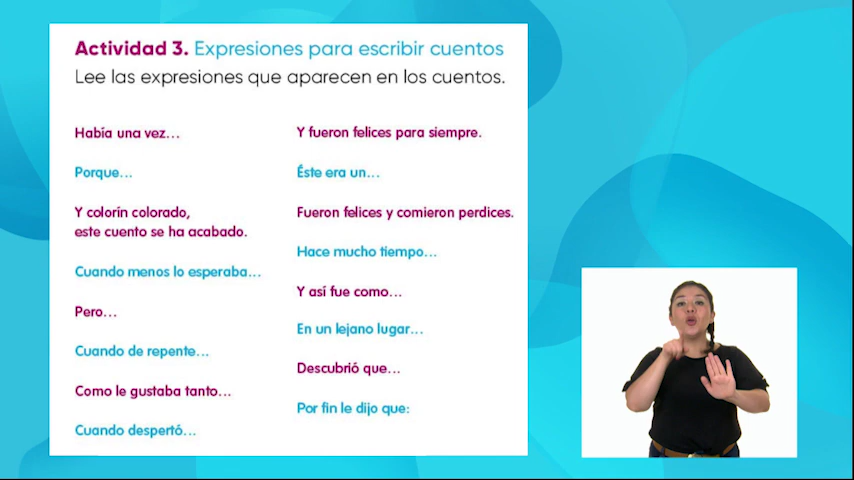 Actividad 3. Expresiones para escribir cuentos
Lee las expresiones que aparecen en los cuentos.
Había una vez...
Porque...
Y colorín colorado,
este cuento se ha acabado.
Cuando menos lo esperaba...
Pero...
Cuando de repente...
Como le gustaba tanto...
Cuando despertó...
Y fueron felices para siempre.
Éste era un...
Fueron felices y comieron perdices.
Hace mucho tiempo...
Y así fue como...
En un lejano lugar...
Descubrió que...
Por fin le dijo que: